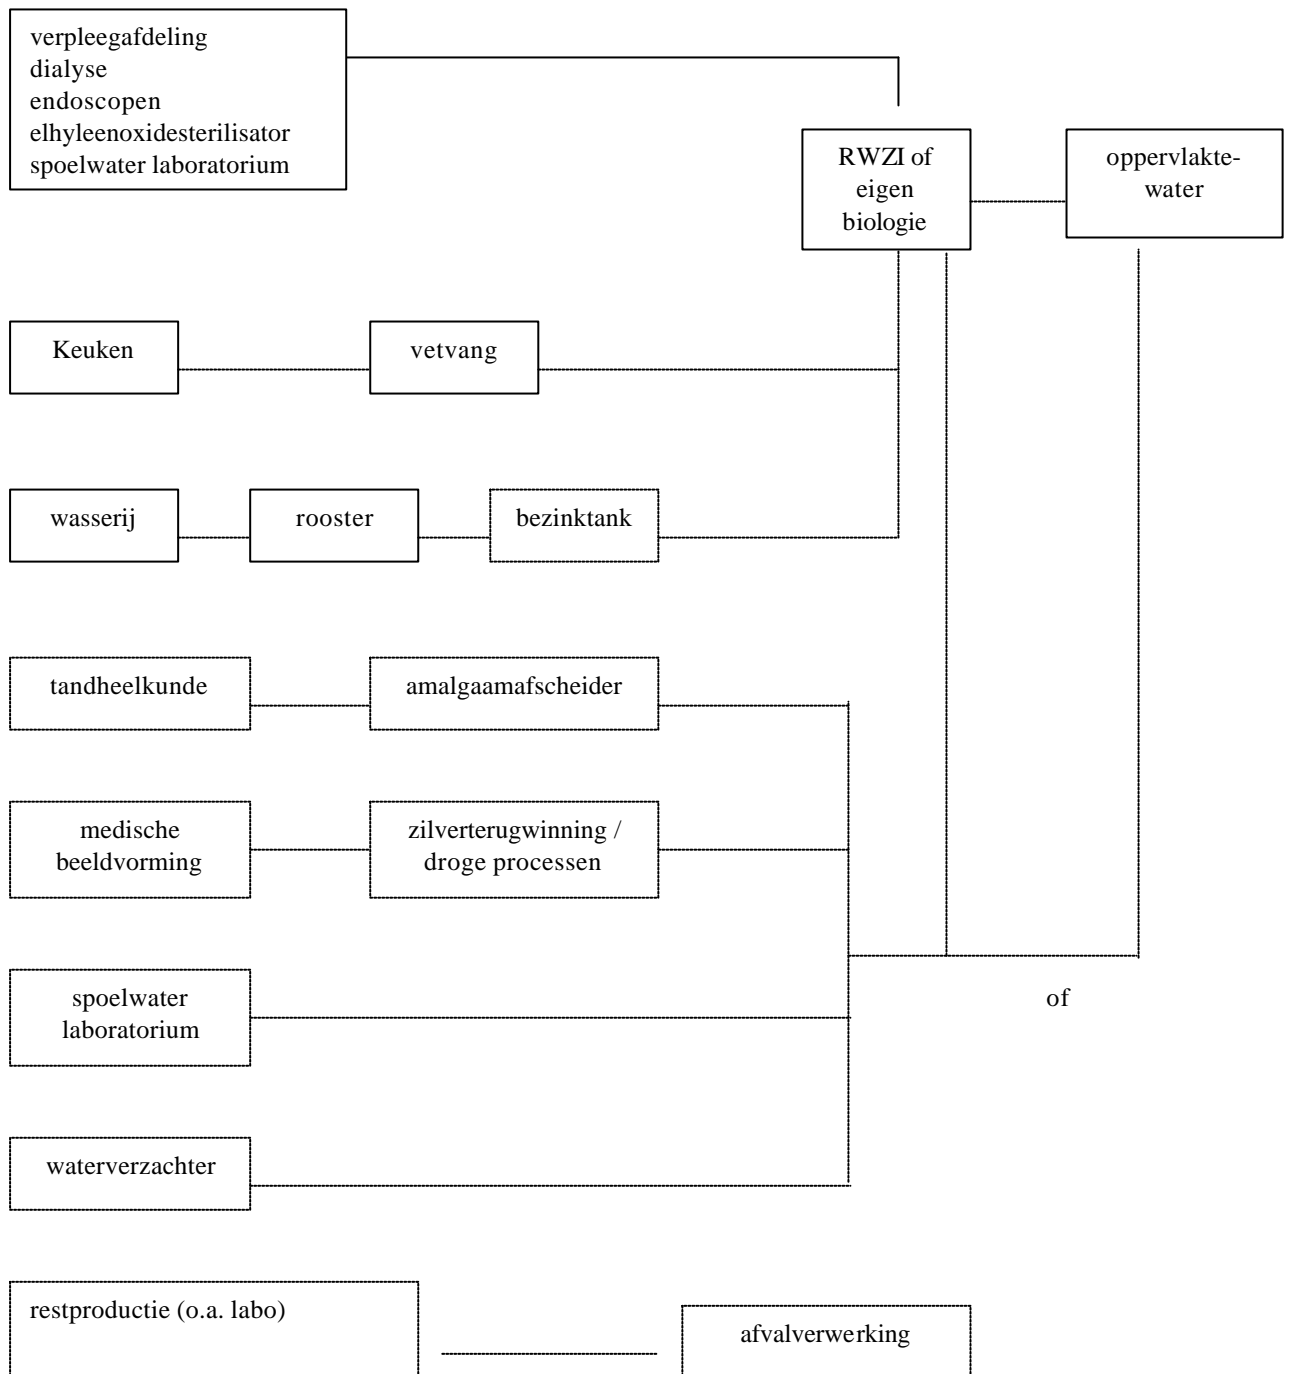 verpleegafdeling
dialyse
endoscopen
elhyleenoxidesterilisator
spoelwater laboratorium
RWZI of
eigen
biologie
oppervlakte-
water
Keuken
vetvang
wasserij
rooster
bezinktank
tandheelkunde
amalgaamafscheider
medische
beeldvorming
zilverterugwinning /
droge processen
spoelwater
laboratorium
of
waterverzachter
restproductie (o.a. labo)
afvalverwerking